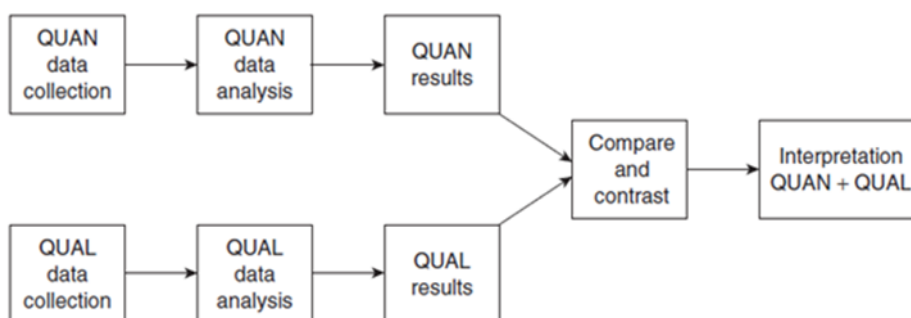 QUAN
data
collection
QUAN
data
analysis
QUAN
results
Compare
and
contrast
Interpretation
QUAN + QUAL
QUAL
data
collection
QUAL
data
analysis
QUAL
results